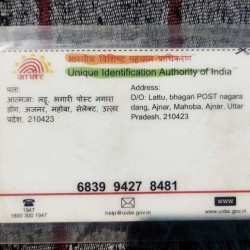 भारतीय विशिष्ट पहचान प्राधिकरण
Unique Identification Authority of India
आधार
पता:
आत्मजः लट्टू, भगारी पोस्ट नगारा
डांग, अजनर, महोबा, सेलेक्ट, उत्तर
प्रदेश, 210423
Address:
D/O: Lattu, bhagari POST nagara
dang, Ajnar, Mahoba, Ajnar, Uttar
Pradesh, 210423
6839 9427 8481
1947
1800 300 1947
help@uidai.gov.in
www.uidai.gov.in